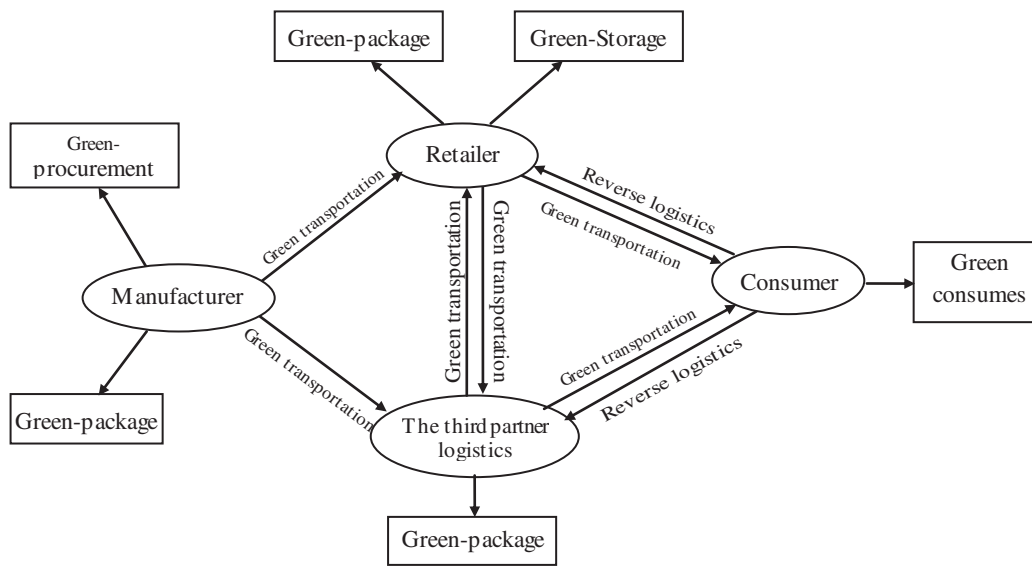 Green-package
Green-Storage
Green-
procurement
Retailer
Reverse logistics
Green transportation
Green transportation
Green transportation
Green transportation
Manufacturer
Consumer
Green
consumes
Green transportation
Green transportation
Reverse logistics
Green-package
The third partner
logistics
Green-package